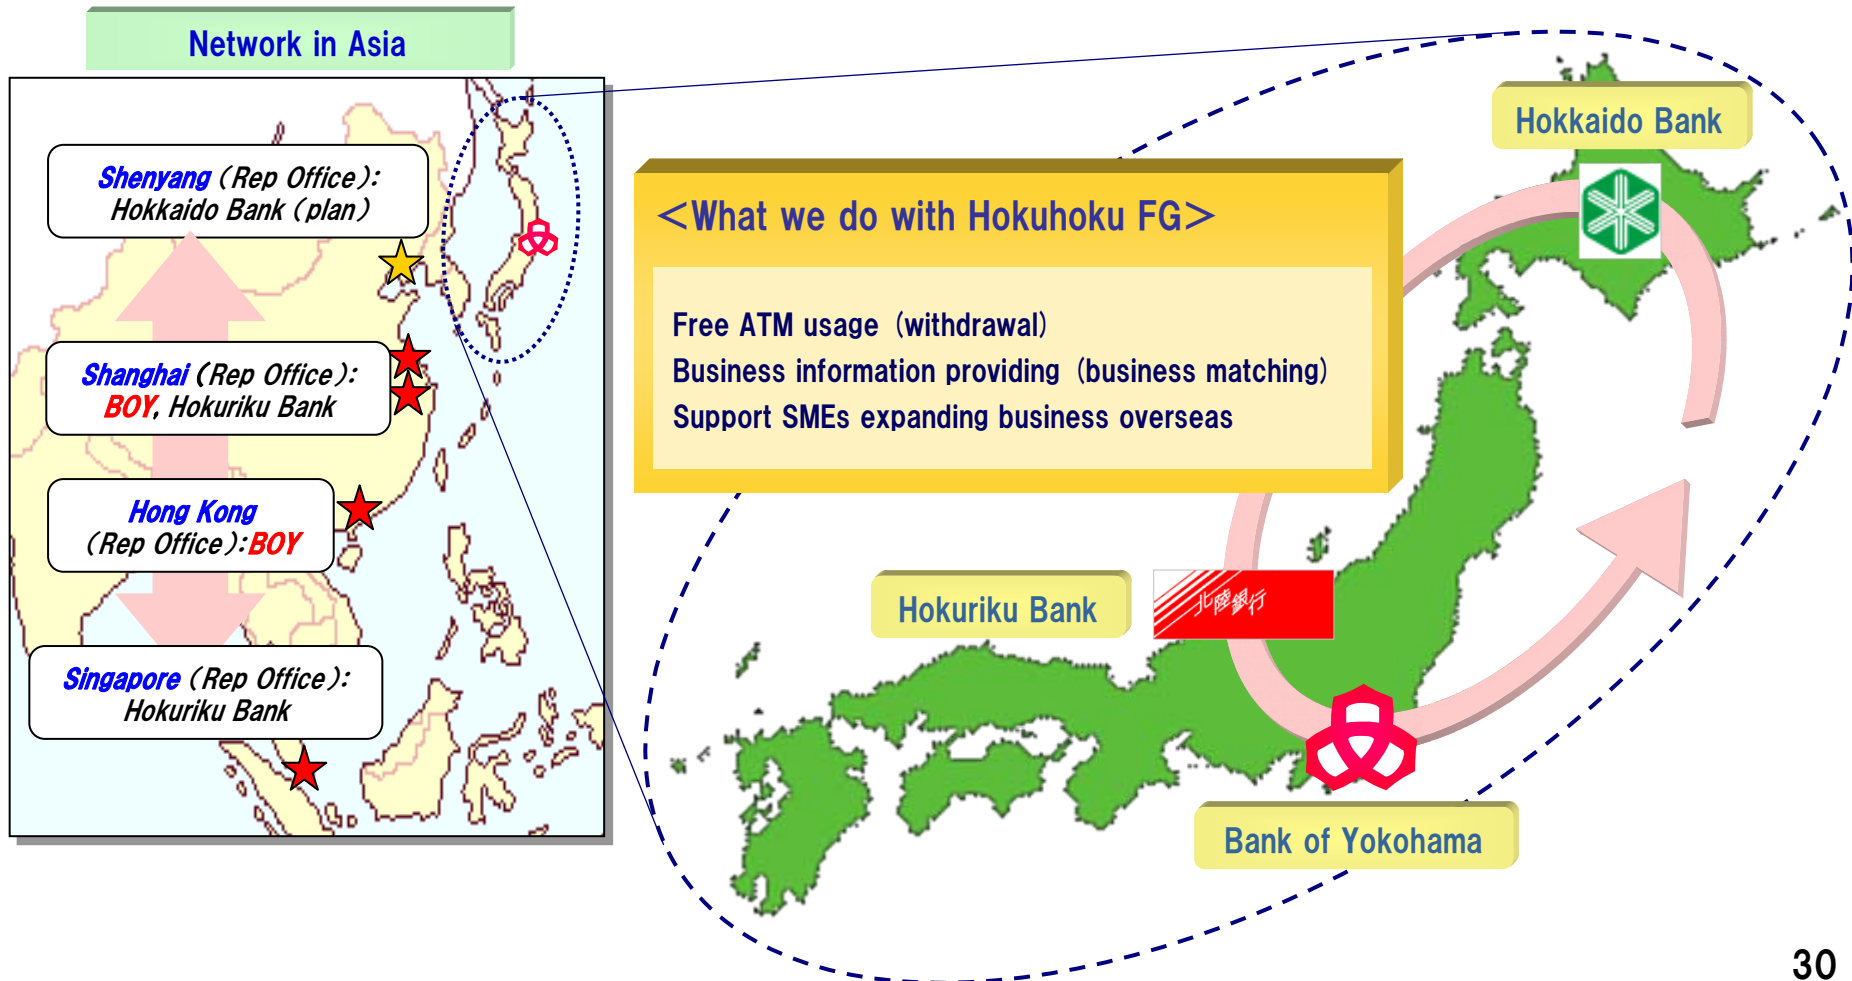 Network in Asia
Shenyang (Rep Office):
Hokkaido Bank (plan)
Shanghai (Rep Office):
BOY, Hokuriku Bank
Hong Kong
(Rep Office):BOY
Singapore (Rep Office):
Hokuriku Bank
Hokkaido Bank
<What we do with Hokuhoku FG>
Free ATM usage (withdrawal)
Business information providing (business matching)
Support SMEs expanding business overseas
Hokuriku Bank
北陸銀行
Bank of Yokohama
30